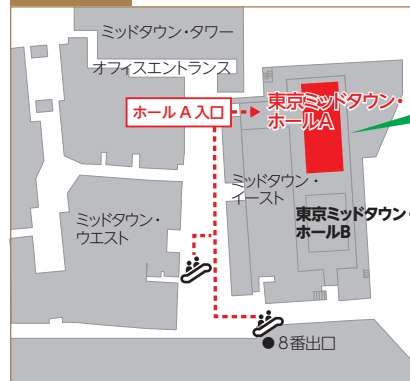 ミッドタウン・タワー
オフィスエントランス
ホールA入口
東京ミッドタウン・
ホールA
ミッドタウン・
イースト
ミッドタウン・
ウエスト
東京ミッドタウン・
ホールB
8番出口